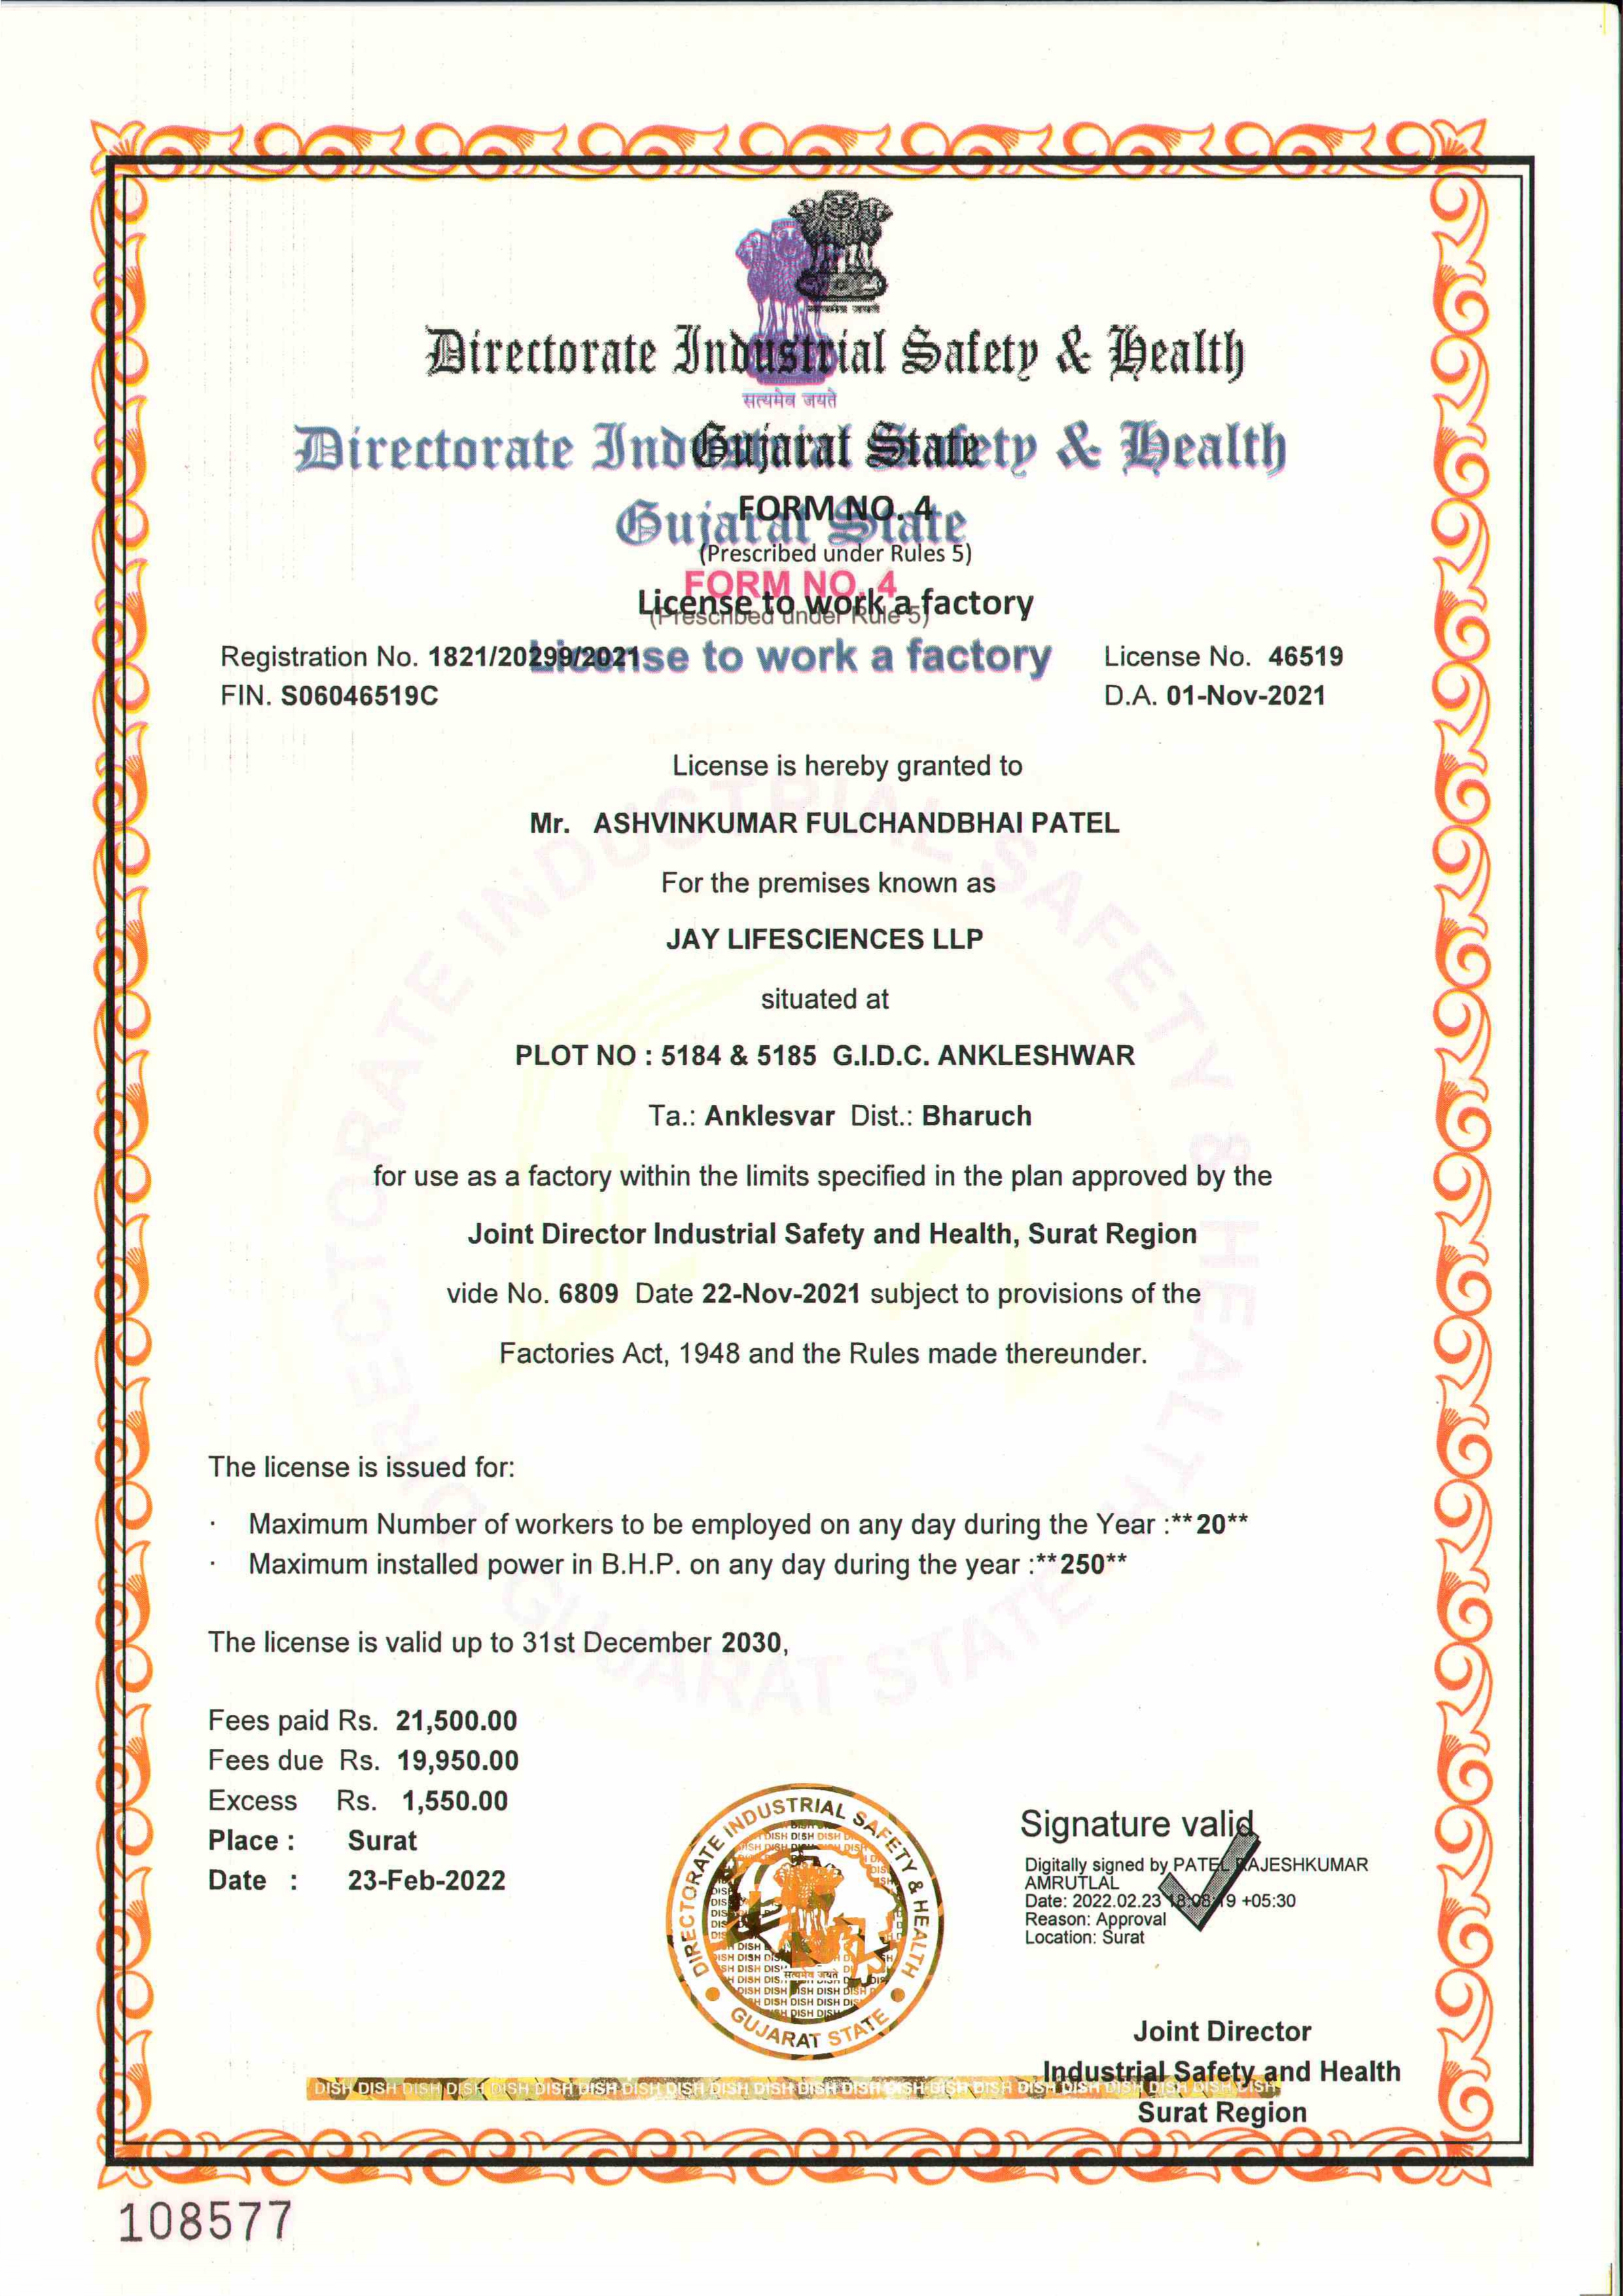 Directorate Industrial Safety & Health
सत्यमेव जयते
Directorate Industrial Safety & Health
Gujarat State
Gujarat State
FORM NO. 4
(Prescribed under Rules 5)
FORM NO. 4
License to work a factory
(Prescribed under Rule 5)
License to work a factory
Registration No. 1821/20299/2021
License No. 46519
FIN. S06046519C
D.A. 01-Nov-2021
License is hereby granted to
Mr. ASHVINKUMAR FULCHANDBHAI PATEL
For the premises known as
JAY LIFESCIENCES LLP
situated at
PLOT NO : 5184 & 5185 G.I.D.C. ANKLESHWAR
Ta.: Anklesvar Dist.: Bharuch
for use as a factory within the limits specified in the plan approved by the
Joint Director Industrial Safety and Health, Surat Region
vide No. 6809 Date 22-Nov-2021 subject to provisions of the
Factories Act, 1948 and the Rules made thereunder.
DIRECTORATE INDUSTRIAL SAFETY & HEALTH
GUJARAT STATE
The license is issued for:
· Maximum Number of workers to be employed on any day during the Year :**20**
· Maximum installed power in B.H.P. on any day during the year :**250**
The license is valid up to 31st December 2030,
Fees paid Rs. 21,500.00
Fees due Rs. 19,950.00
Excess Rs. 1,550.00
Place : Surat
Date : 23-Feb-2022
DIRECTORATE INDUSTRIAL SAFETY & HEALTH
सत्यमेव जयते
GUJARAT STATE
Signature valid
Digitally signed by PATEL RAJESHKUMAR
AMRUTLAL
Date: 2022.02.23 18:08:19 +05:30
Reason: Approval
Location: Surat
Joint Director
Industrial Safety and Health
Surat Region
DISH DISH DISH DISH DISH DISH DISH DISH DISH DISH DISH DISH DISH DISH DISH DISH DISH DISH DISH DISH DISH DISH
108577